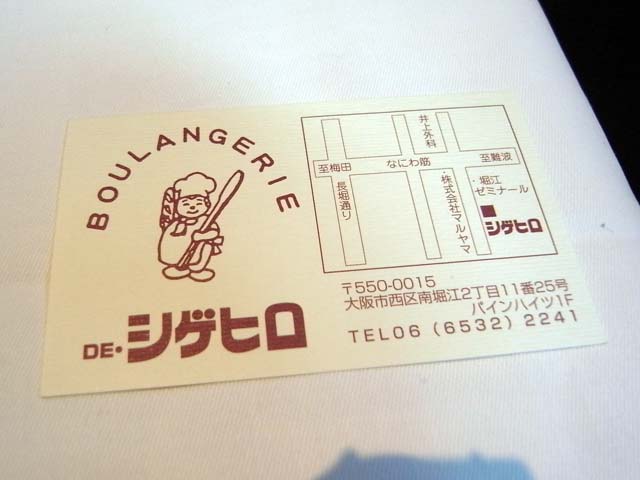 BOULANGERIE
DE・シゲヒロ
井上外科
至梅田
なにわ筋
至難波
長堀通り
・株式会社マルヤマ
・堀江
ゼミナール
シゲヒロ
〒550-0015
大阪市西区南堀江2丁目11番25号
パインハイツ1F
TEL06 (6532) 2241